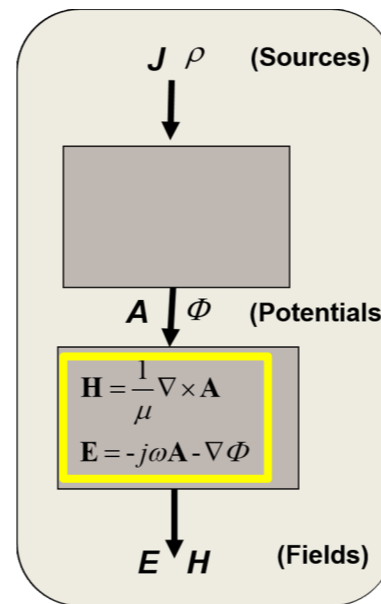 J ρ (Sources)
A Φ (Potentials
H = 1/μ ∇ × A
E = -jωA - ∇Φ
E H (Fields)